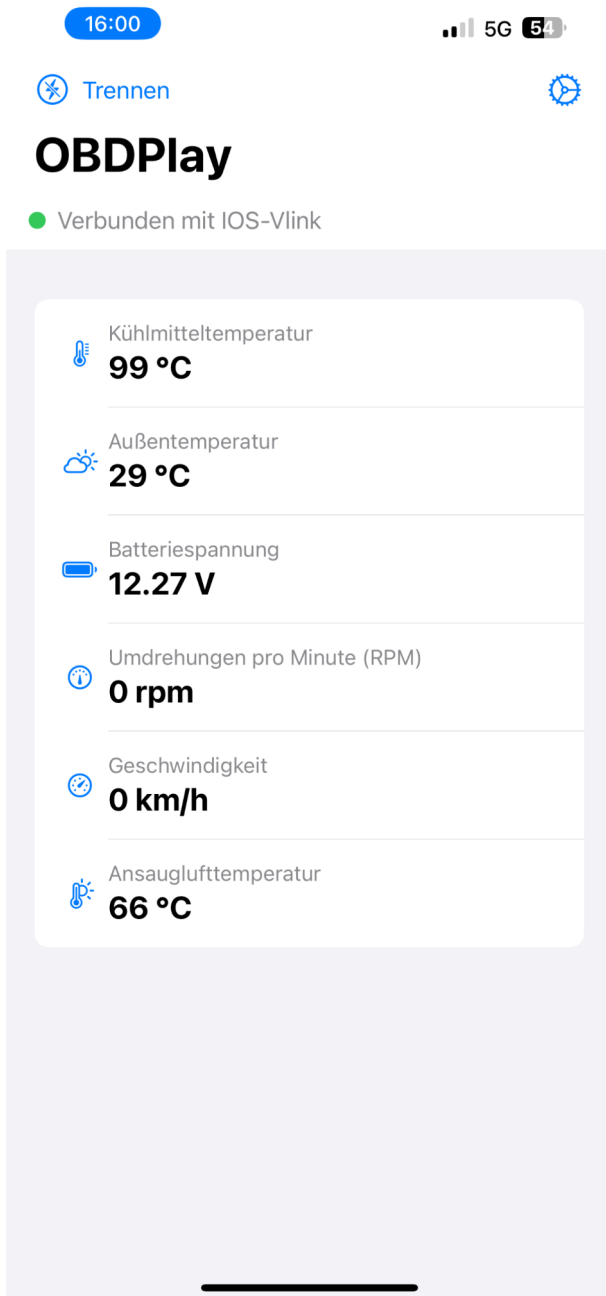 16:00
5G 54
Trennen
OBDPlay
Verbunden mit IOS-Vlink
Kühlmitteltemperatur
99 °C
Außentemperatur
29 °C
Batteriespannung
12.27 V
Umdrehungen pro Minute (RPM)
0 rpm
Geschwindigkeit
0 km/h
Ansauglufttemperatur
66 °C